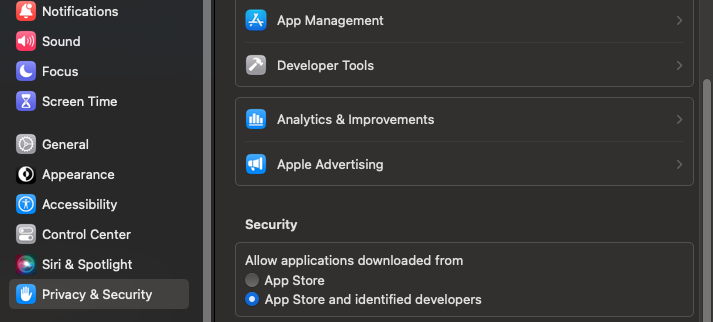 Notifications
Sound
Focus
Screen Time
General
Appearance
Accessibility
Control Center
Siri & Spotlight
Privacy & Security
App Management
Developer Tools
Analytics & Improvements
Apple Advertising
Security
Allow applications downloaded from
App Store
App Store and identified developers